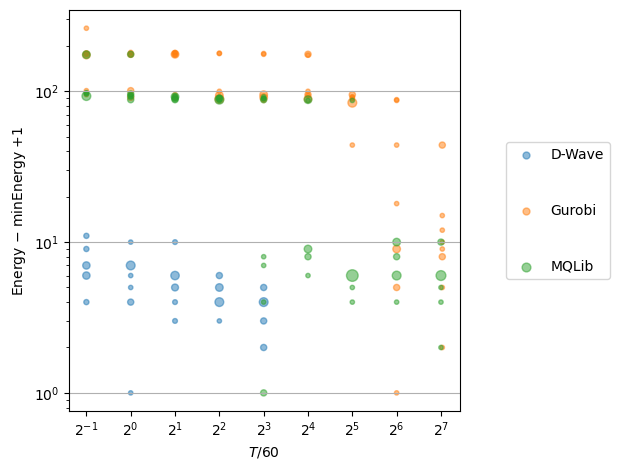 10^2
10^1
10^0
Energy − minEnergy +1
2^-1 2^0 2^1 2^2 2^3 2^4 2^5 2^6 2^7
T/60
D-Wave
Gurobi
MQLib